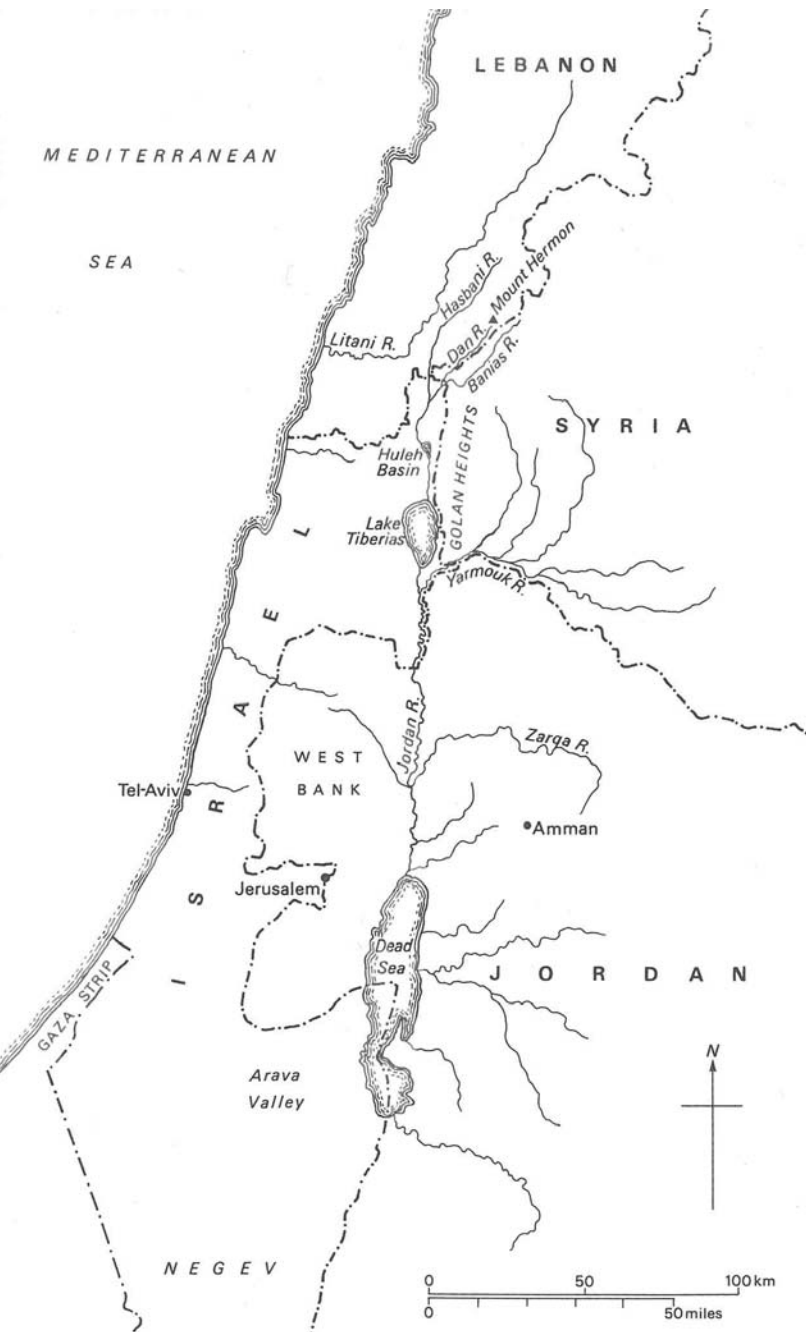 LEBANON
MEDITERRANEAN
SEA
Hasbani R.
Mount Hermon
Litani R.
Dan R.
Banias R.
SYRIA
Huleh
Basin
GOLAN HEIGHTS
Lake
Tiberias
Yarmouk R.
ISRAEL
Jordan R.
Zarqa R.
WEST
BANK
Tel-Aviv
Amman
Jerusalem
Dead
Sea
JORDAN
GAZA STRIP
Arava
Valley
N
NEGEV
0 50 100 km
0 50 miles